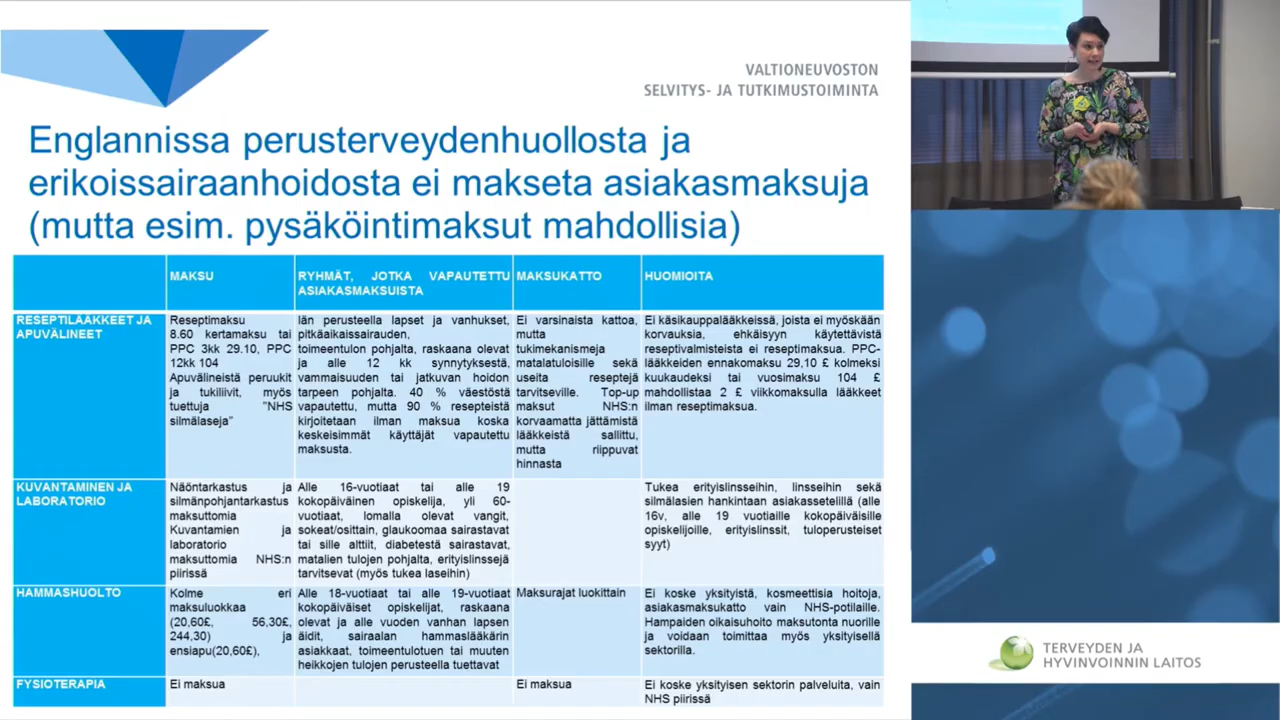 VALTIONEUVOSTON
SELVITYS- JA TUTKIMUSTOIMINTA
Englannissa perusterveydenhuollosta ja
erikoissairaanhoidosta ei makseta asiakasmaksuja
(mutta esim. pysäköintimaksut mahdollisia)
MAKSU
RYHMÄT, JOTKA VAPAUTETTU
ASIAKASMAKSUISTA
MAKSUKATTO
HUOMIOITA
RESEPTILÄÄKKEET JA
APUVÄLINEET
Reseptimaksu
8.60 kertamaksu tai
PPC 3kk 29.10, PPC
12kk 104
Apuvälineistä peruukit
ja tukiliivit, myös
tuettuja "NHS
silmälaseja"
Iän perusteella lapset ja vanhukset,
pitkäaikaissairauden,
toimeentulon pohjalta, raskaana olevat
ja alle 12 kk synnytyksestä,
vammaisuuden tai jatkuvan hoidon
tarpeen pohjalta. 40 % väestöstä
vapautettu, mutta 90 % resepteistä
kirjoitetaan ilman maksua koska
keskeisimmät käyttäjät vapautettu
maksusta.
Ei varsinaista kattoa,
mutta
tukimekanismeja
matalatuloisille sekä
useita reseptejä
tarvitseville. Top-up
maksut NHS:n
korvaamatta jättämistä
lääkkeistä sallittu,
mutta riippuvat
hinnasta
Ei käsikauppalääkkeissä, joista ei myöskään
korvauksia, ehkäisyyn käytettävistä
reseptivalmisteista ei reseptimaksua. PPC-
lääkkeiden ennakomaksu 29,10 £ kolmeksi
kuukaudeksi tai vuosimaksu 104 £
mahdollistaa 2 £ viikkomaksulla lääkkeet
ilman reseptimaksua.
KUVANTAMINEN JA
LABORATORIO
Näöntarkastus ja
silmänpohjantarkastus
maksuttomia
Kuvantamien ja
laboratorio
maksuttomia NHS:n
piirissä
Alle 16-vuotiaat tai alle 19
kokopäiväinen opiskelija, yli 60-
vuotiaat, lomalla olevat vangit,
sokeat/osittain, glaukoomaa sairastavat
tai sille alttiit, diabetestä sairastavat,
matalien tulojen pohjalta, erityislinssejä
tarvitsevat (myös tukea laseihin)
Tukea erityislinsseihin, linsseihin sekä
silmälasien hankintaan asiakassetelillä (alle
16v, alle 19 vuotiaille kokopäiväisille
opiskelijoille, erityislinssit, tuloperusteiset
syyt)
HAMMASHUOLTO
Kolme eri
maksuluokkaa
(20,60£, 56,30£,
244,30) ja
ensiapu(20,60£),
Alle 18-vuotiaat tai alle 19-vuotiaat
kokopäiväiset opiskelijat, raskaana
olevat ja alle vuoden vanhan lapsen
äidit, sairaalan hammaslääkärin
asiakkaat, toimeentulotuen tai muuten
heikkojen tulojen perusteella tuettavat
Maksurajat luokittain
Ei koske yksityistä, kosmeettisia hoitoja,
asiakasmaksukatto vain NHS-potilaille.
Hampaiden oikaisuhoito maksutonta nuorille
ja voidaan toimittaa myös yksityisellä
sektorilla.
FYSIOTERAPIA
Ei maksua
Ei maksua
Ei koske yksityisen sektorin palveluita, vain
NHS piirissä
TERVEYDEN JA
HYVINVOINNIN LAITOS